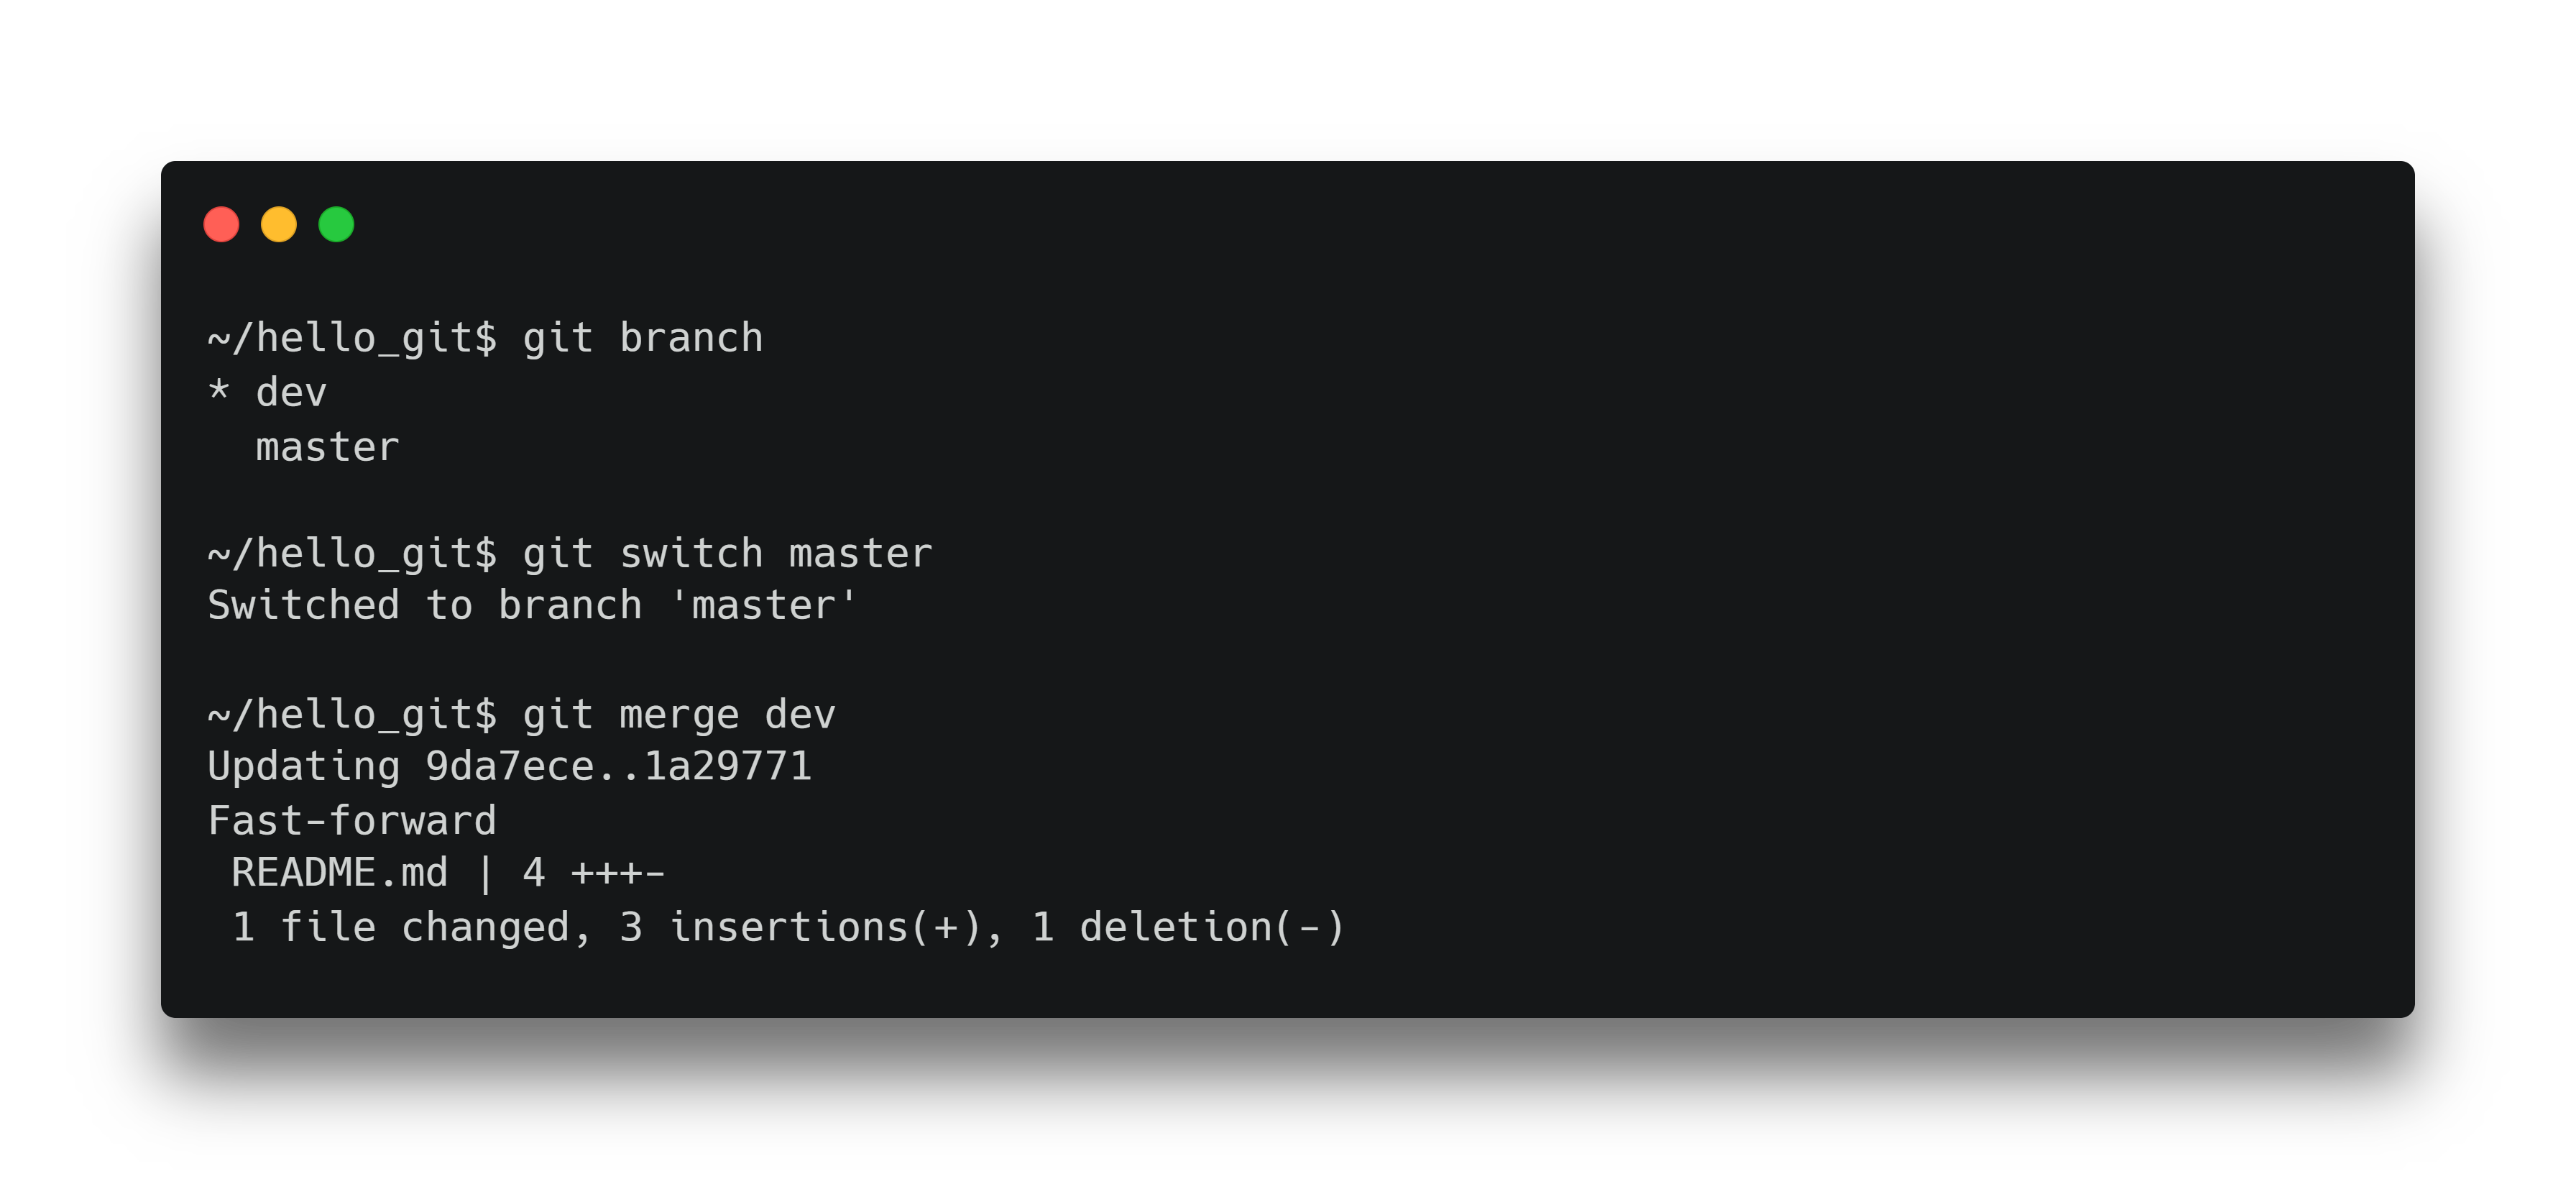 ~/hello_git$ git branch
* dev
  master
~/hello_git$ git switch master
Switched to branch 'master'
~/hello_git$ git merge dev
Updating 9da7ece..1a29771
Fast-forward
 README.md | 4 +++-
 1 file changed, 3 insertions(+), 1 deletion(-)